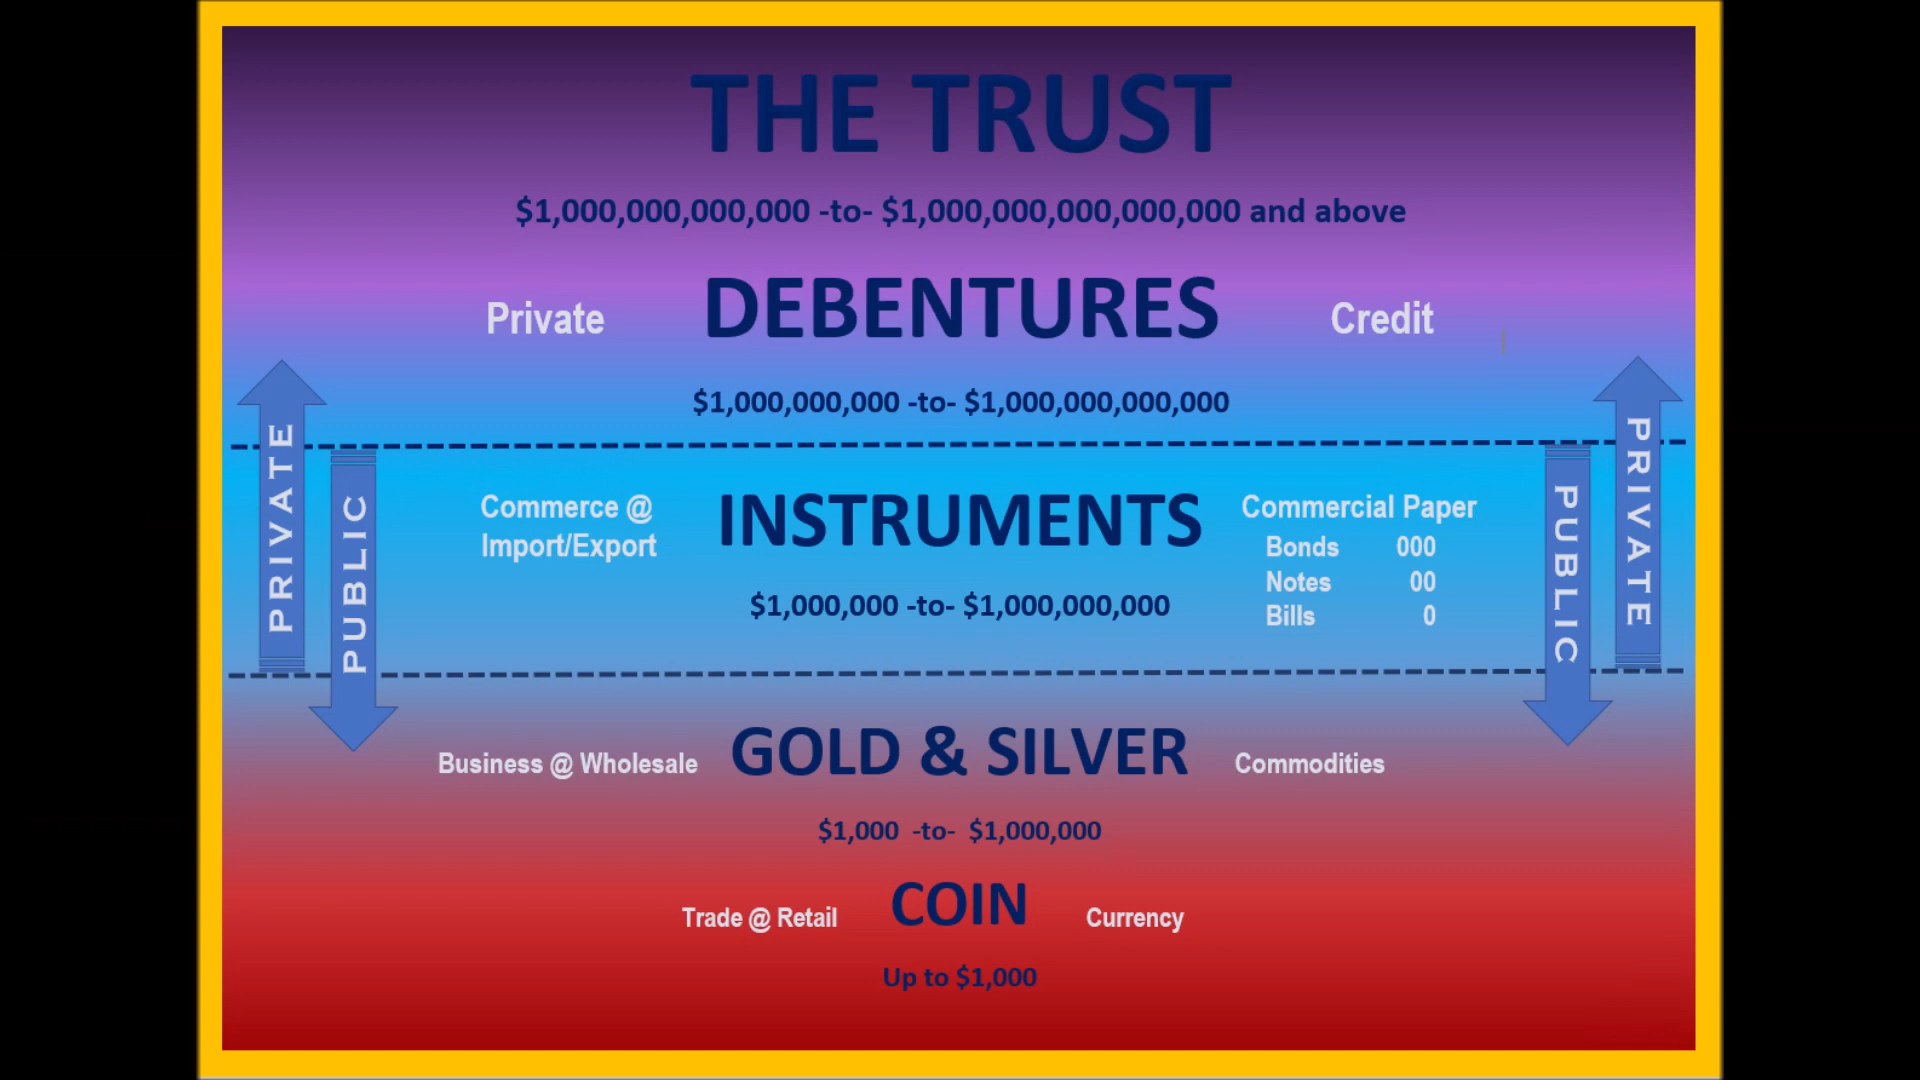 THE TRUST
$1,000,000,000,000 -to- $1,000,000,000,000,000 and above
Private DEBENTURES Credit
$1,000,000,000 -to- $1,000,000,000,000
PRIVATE
PUBLIC
Commerce @
Import/Export
INSTRUMENTS
$1,000,000 -to- $1,000,000,000
Commercial Paper
Bonds 000
Notes 00
Bills 0
PUBLIC
PRIVATE
Business @ Wholesale GOLD & SILVER Commodities
$1,000 -to- $1,000,000
Trade @ Retail COIN Currency
Up to $1,000